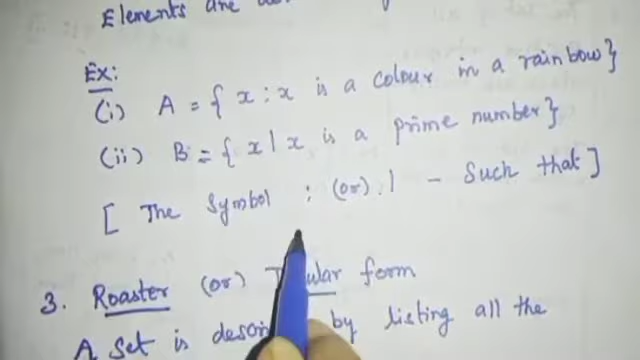 Elements are
Ex:
(i) A = { x : x is a colour in a rainbow}
(ii) B = { x | x is a prime number}
[ The Symbol : (or) | - Such that ]
3. Roaster (or) form
A set is by listing all the